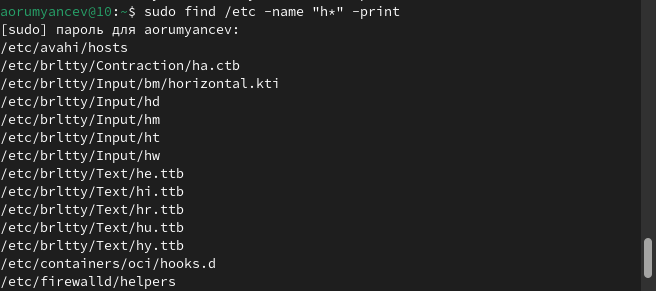 aorumyancev@10:~$ sudo find /etc -name "h*" -print
[sudo] пароль для aorumyancev:
/etc/avahi/hosts
/etc/brltty/Contraction/ha.ctb
/etc/brltty/Input/bm/horizontal.kti
/etc/brltty/Input/hd
/etc/brltty/Input/hm
/etc/brltty/Input/ht
/etc/brltty/Input/hw
/etc/brltty/Text/he.ttb
/etc/brltty/Text/hi.ttb
/etc/brltty/Text/hr.ttb
/etc/brltty/Text/hu.ttb
/etc/brltty/Text/hy.ttb
/etc/containers/oci/hooks.d
/etc/firewalld/helpers